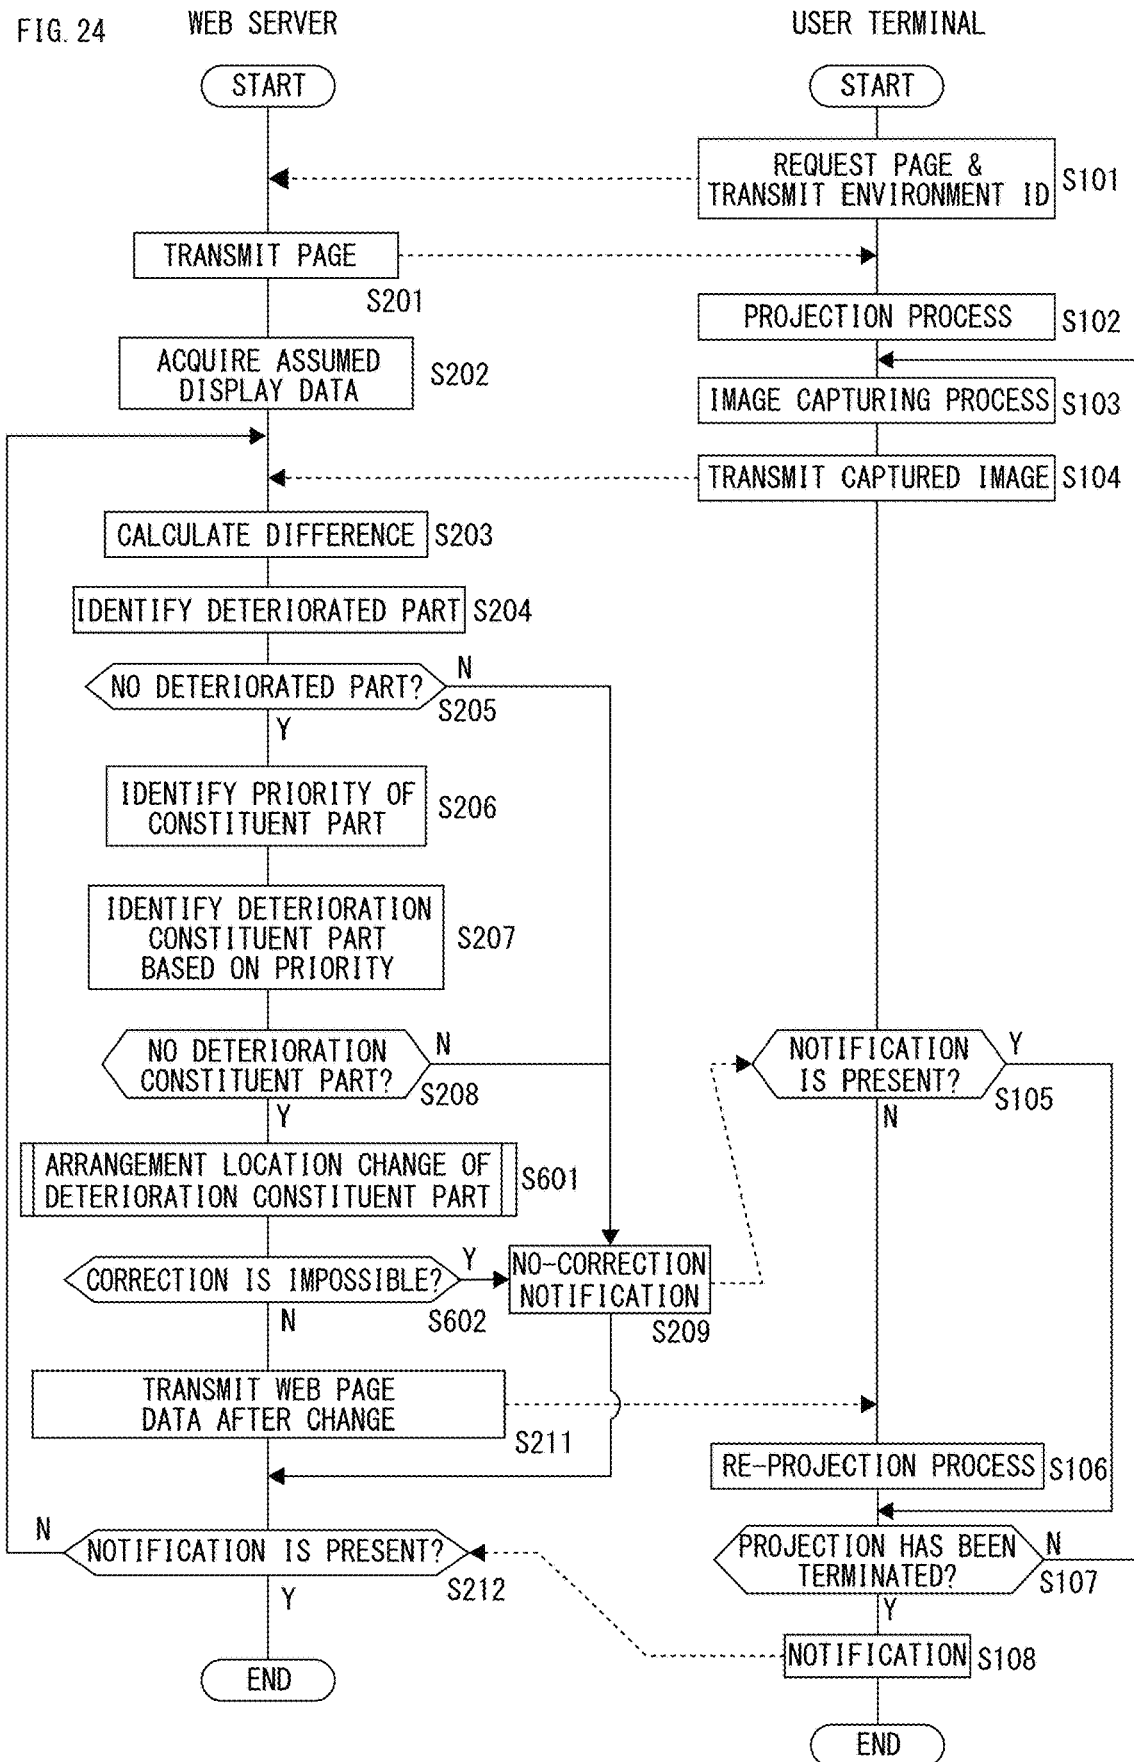 FIG. 24
WEB SERVER
START
TRANSMIT PAGE
S201
ACQUIRE ASSUMED
DISPLAY DATA
S202
CALCULATE DIFFERENCE
S203
IDENTIFY DETERIORATED PART
S204
NO DETERIORATED PART?
N
S205
Y
IDENTIFY PRIORITY OF
CONSTITUENT PART
S206
IDENTIFY DETERIORATION
CONSTITUENT PART
BASED ON PRIORITY
S207
NO DETERIORATION
CONSTITUENT PART?
N
S208
Y
ARRANGEMENT LOCATION CHANGE OF
DETERIORATION CONSTITUENT PART
S601
CORRECTION IS IMPOSSIBLE?
Y
S602
N
NO-CORRECTION
NOTIFICATION
S209
TRANSMIT WEB PAGE
DATA AFTER CHANGE
S211
N
NOTIFICATION IS PRESENT?
S212
Y
END
USER TERMINAL
START
REQUEST PAGE &
TRANSMIT ENVIRONMENT ID
S101
PROJECTION PROCESS
S102
IMAGE CAPTURING PROCESS
S103
TRANSMIT CAPTURED IMAGE
S104
NOTIFICATION
IS PRESENT?
Y
S105
N
RE-PROJECTION PROCESS
S106
PROJECTION HAS BEEN
TERMINATED?
N
S107
Y
NOTIFICATION
S108
END